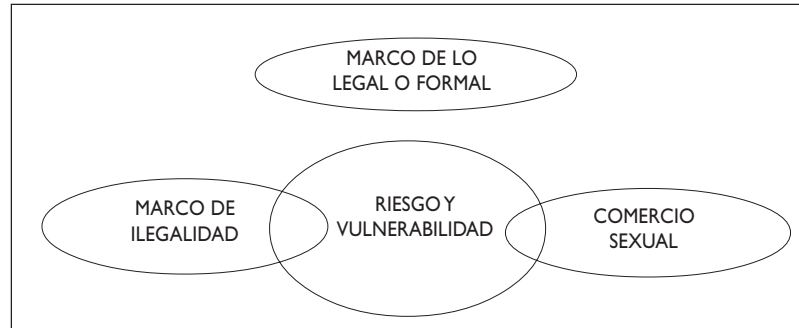 MARCO DE LO
LEGAL O FORMAL
MARCO DE
ILEGALIDAD
RIESGO Y
VULNERABILIDAD
COMERCIO
SEXUAL